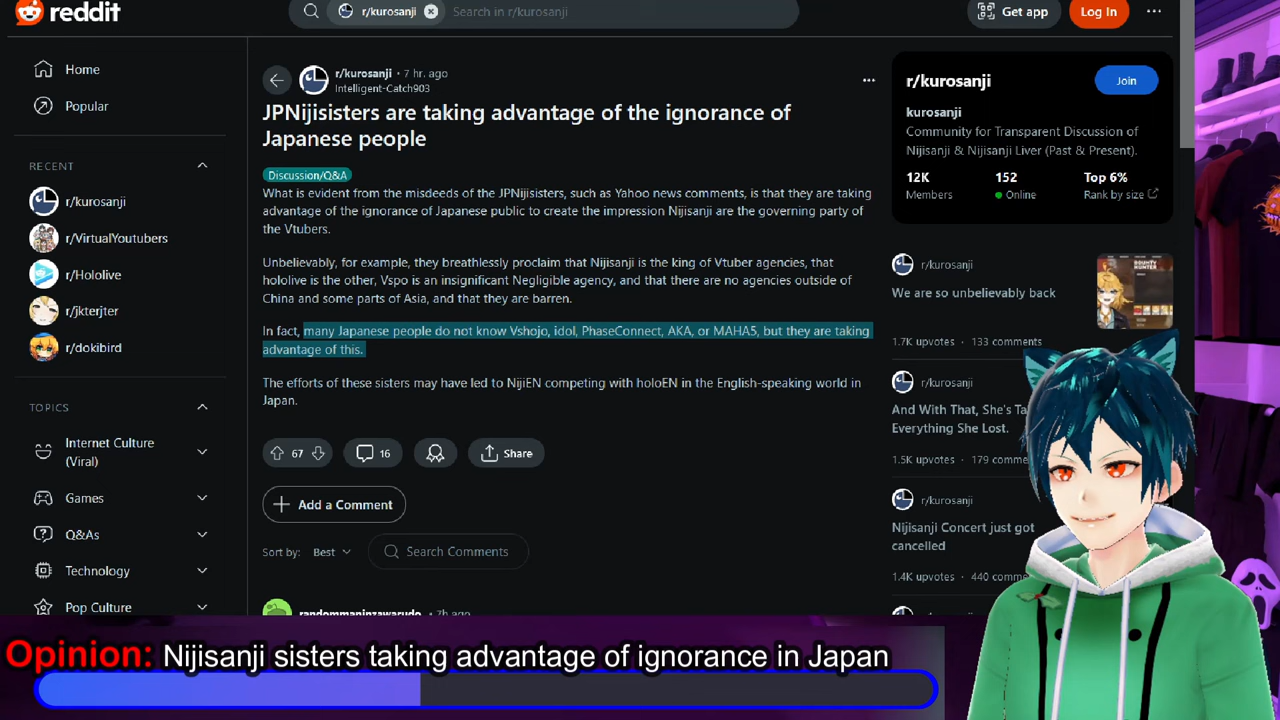 reddit
r/kurosanji
Search in r/kurosanji
Get app
Log In
Home
Popular
RECENT
r/kurosanji
r/VirtualYoutubers
r/Hololive
r/jkterjter
r/dokibird
TOPICS
Internet Culture
(Viral)
Games
Q&As
Technology
Pop Culture
r/kurosanji • 7 hr. ago
Intelligent-Catch903
JPNijisisters are taking advantage of the ignorance of
Japanese people
Discussion/Q&A
What is evident from the misdeeds of the JPNijisisters, such as Yahoo news comments, is that they are taking
advantage of the ignorance of Japanese public to create the impression Nijisanji are the governing party of
the Vtubers.
Unbelievably, for example, they breathlessly proclaim that Nijisanji is the king of Vtuber agencies, that
hololive is the other, Vspo is an insignificant Negligible agency, and that there are no agencies outside of
China and some parts of Asia, and that they are barren.
In fact, many Japanese people do not know Vshojo, idol, PhaseConnect, AKA, or MAHA5, but they are taking
advantage of this.
The efforts of these sisters may have led to NijiEN competing with holoEN in the English-speaking world in
Japan.
67
16
Share
Add a Comment
Sort by: Best
Search Comments
randommaninzawarudo • 7h ago
r/kurosanji
Join
kurosanji
Community for Transparent Discussion of
Nijisanji & Nijisanji Liver (Past & Present).
12K
152
Top 6%
Members
Online
Rank by size
r/kurosanji
We are so unbelievably back
1.7K upvotes • 133 comments
r/kurosanji
And With That, She's Ta
Everything She Lost.
1.5K upvotes • 179 comme
r/kurosanji
Nijisanji Concert just got
cancelled
1.4K upvotes • 440 comme
Opinion: Nijisanji sisters taking advantage of ignorance in Japan